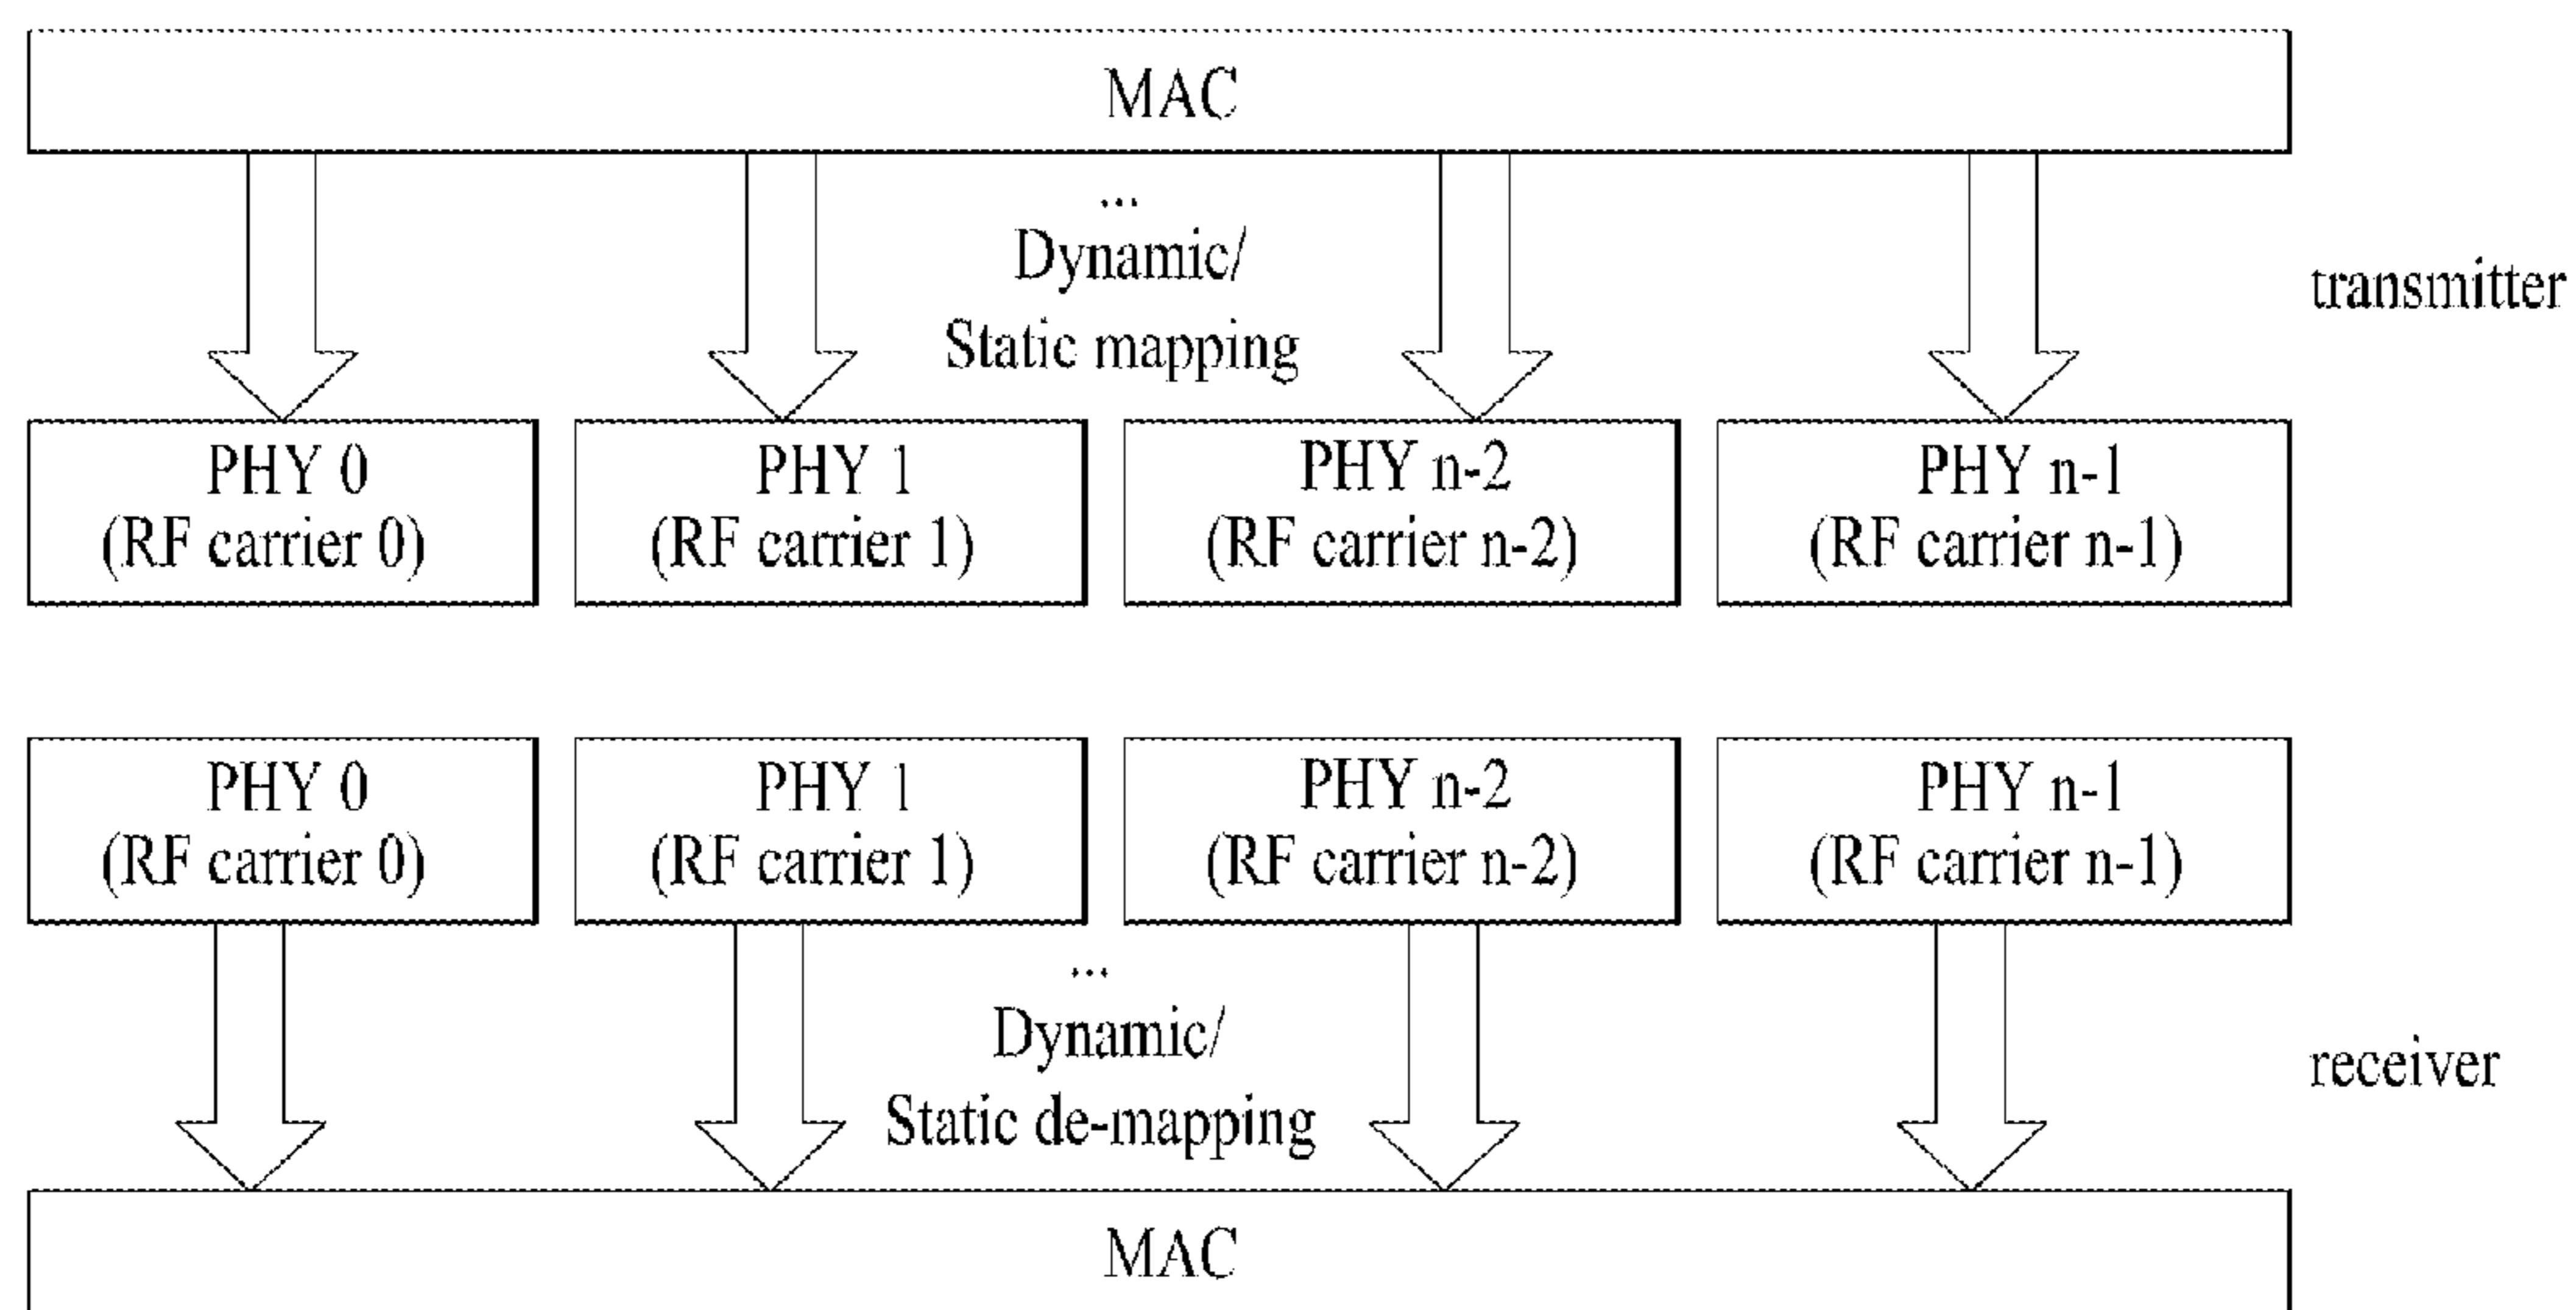 MAC
...
Dynamic/
Static mapping
transmitter
PHY 0
(RF carrier 0)
PHY 1
(RF carrier 1)
PHY n-2
(RF carrier n-2)
PHY n-1
(RF carrier n-1)
PHY 0
(RF carrier 0)
PHY 1
(RF carrier 1)
PHY n-2
(RF carrier n-2)
PHY n-1
(RF carrier n-1)
...
Dynamic/
Static de-mapping
receiver
MAC